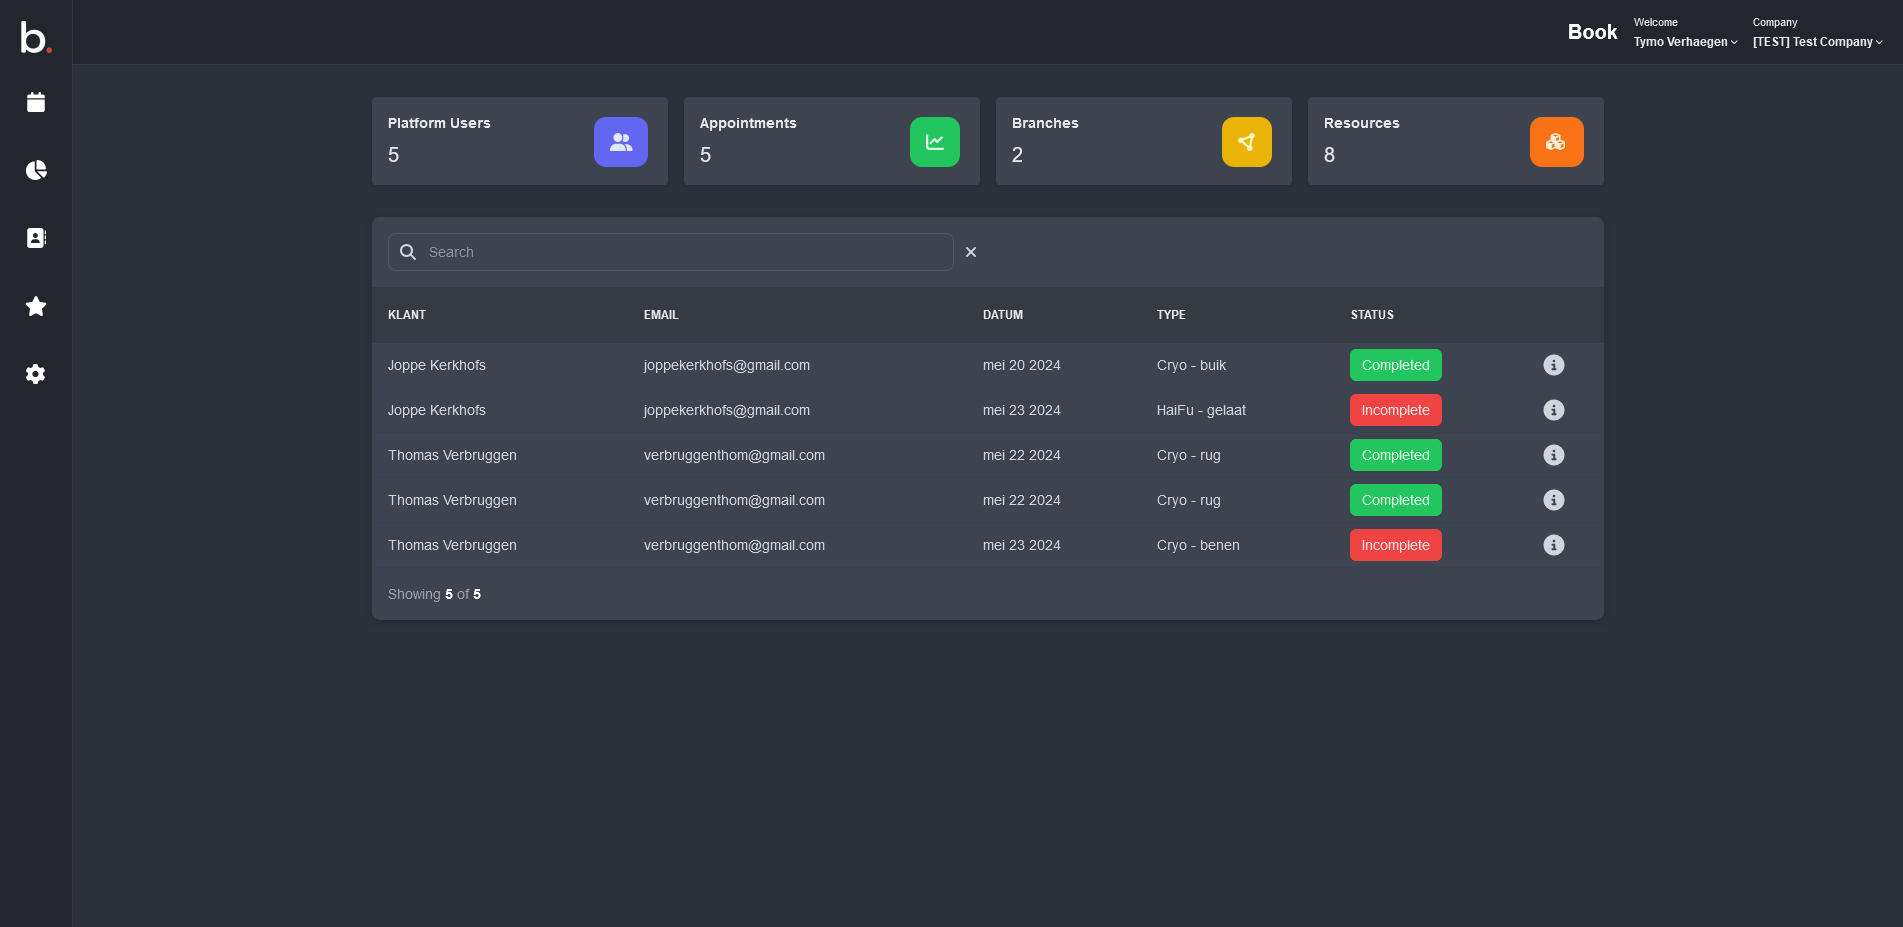 b.
Book
Welcome
Tymo Verhaegen
Company
[TEST] Test Company
Platform Users
5
Appointments
5
Branches
2
Resources
8
Search
KLANT EMAIL DATUM TYPE STATUS
Joppe Kerkhofs joppekerkhofs@gmail.com mei 20 2024 Cryo - buik Completed
Joppe Kerkhofs joppekerkhofs@gmail.com mei 23 2024 HaiFu - gelaat Incomplete
Thomas Verbruggen verbruggenthom@gmail.com mei 22 2024 Cryo - rug Completed
Thomas Verbruggen verbruggenthom@gmail.com mei 22 2024 Cryo - rug Completed
Thomas Verbruggen verbruggenthom@gmail.com mei 23 2024 Cryo - benen Incomplete
Showing 5 of 5